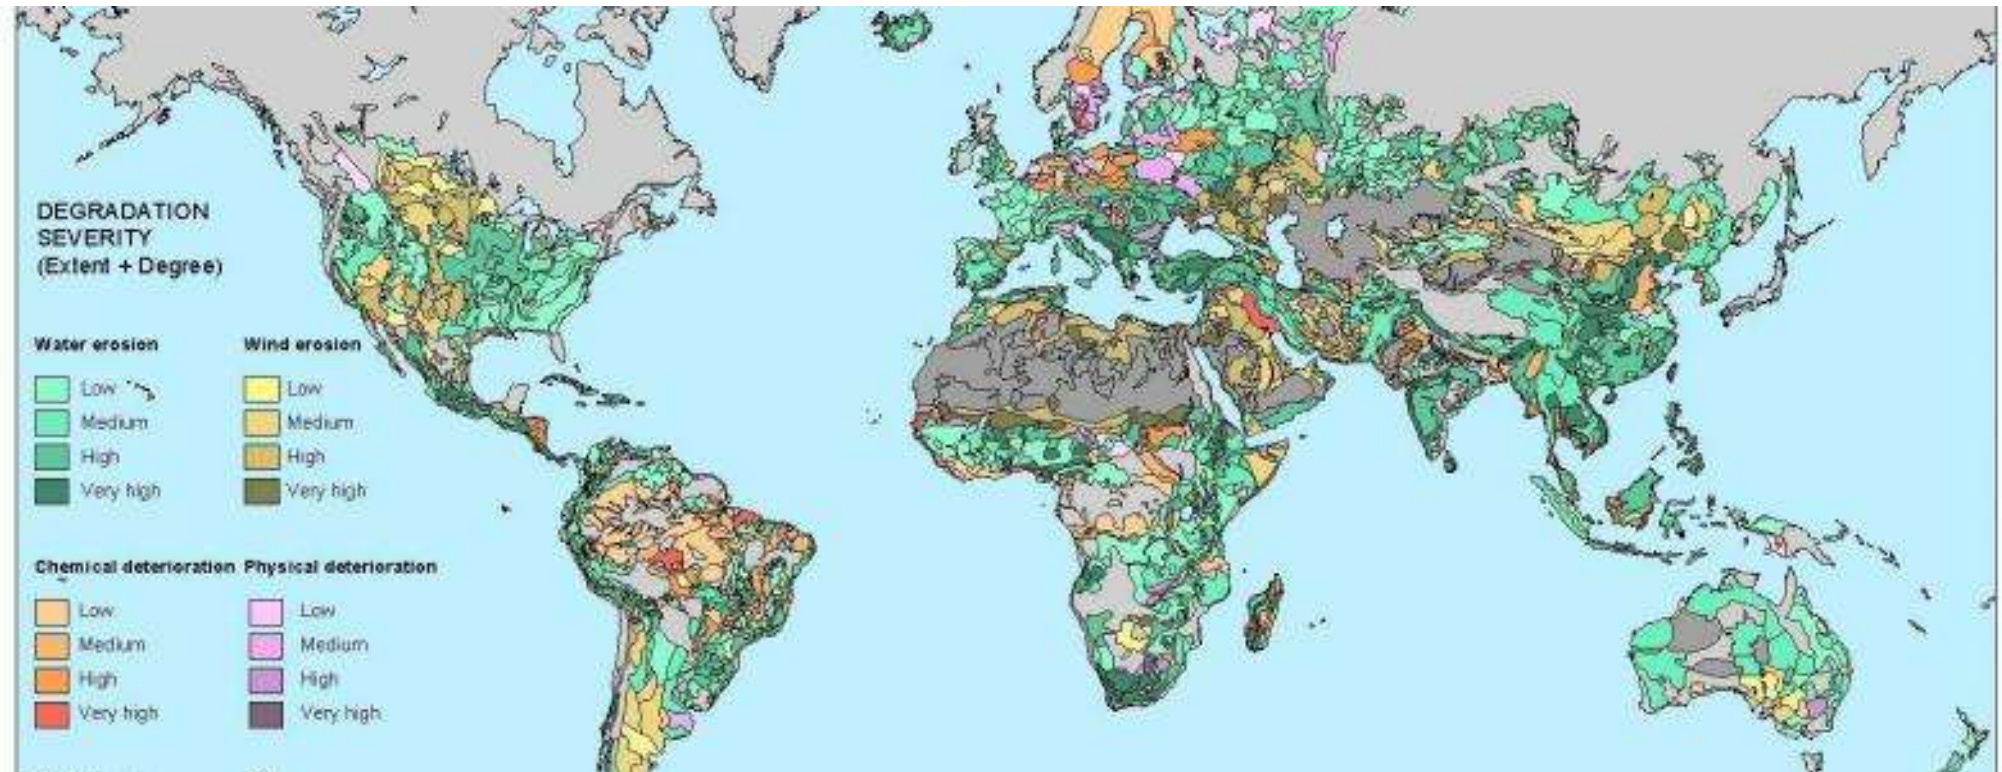 DEGRADATION
SEVERITY
(Extent + Degree)
Water erosion
Low
Medium
High
Very high
Wind erosion
Low
Medium
High
Very high
Chemical deterioration
Low
Medium
High
Very high
Physical deterioration
Low
Medium
High
Very high